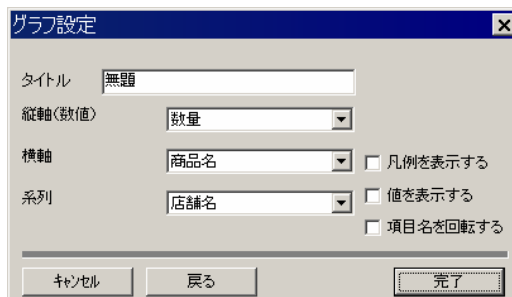 グラフ設定
タイトル 無題
縦軸(数値) 数量
横軸 商品名 凡例を表示する
系列 店舗名 値を表示する
項目名を回転する
キャンセル 戻る 完了